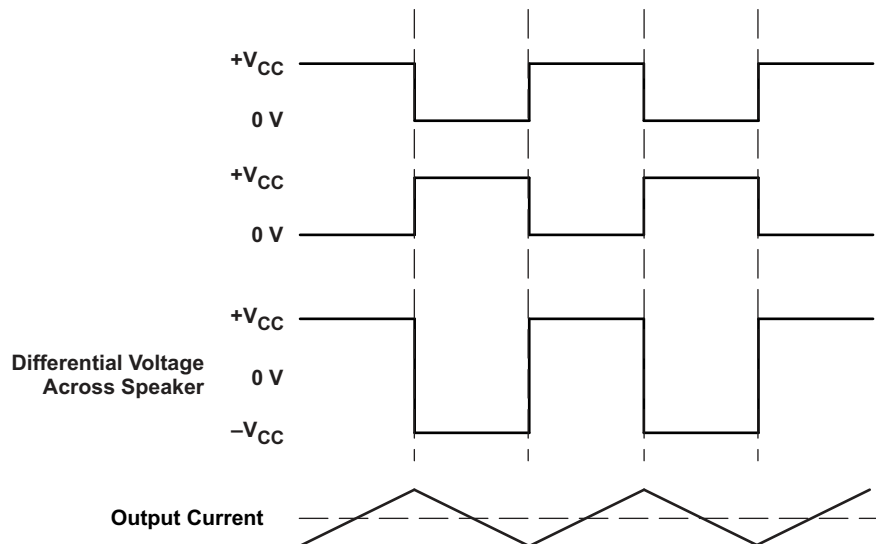 +VCC
0 V
+VCC
0 V
+VCC
Differential Voltage
Across Speaker
0 V
–VCC
Output Current